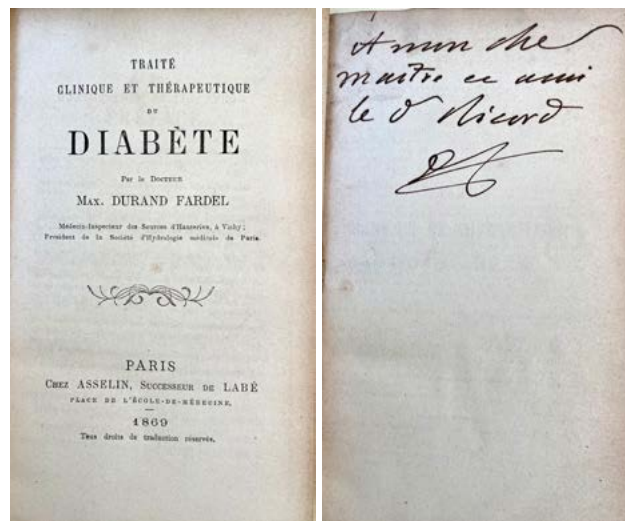 TRAITÉ
CLINIQUE ET THÉRAPEUTIQUE
DU
DIABÈTE
Par le Docteur
Max. DURAND FARDEL
Médecin-Inspecteur des Sources d'Hauterive, à Vichy;
Président de la Société d'Hydrologie médicale de Paris.
PARIS
Chez ASSELIN, Successeur de LABÉ
PLACE DE L'ÉCOLE-DE-MÉDECINE.
1869
Tous droits de traduction réservés.
A mon cher
maitre et ami
le Dr Ricord